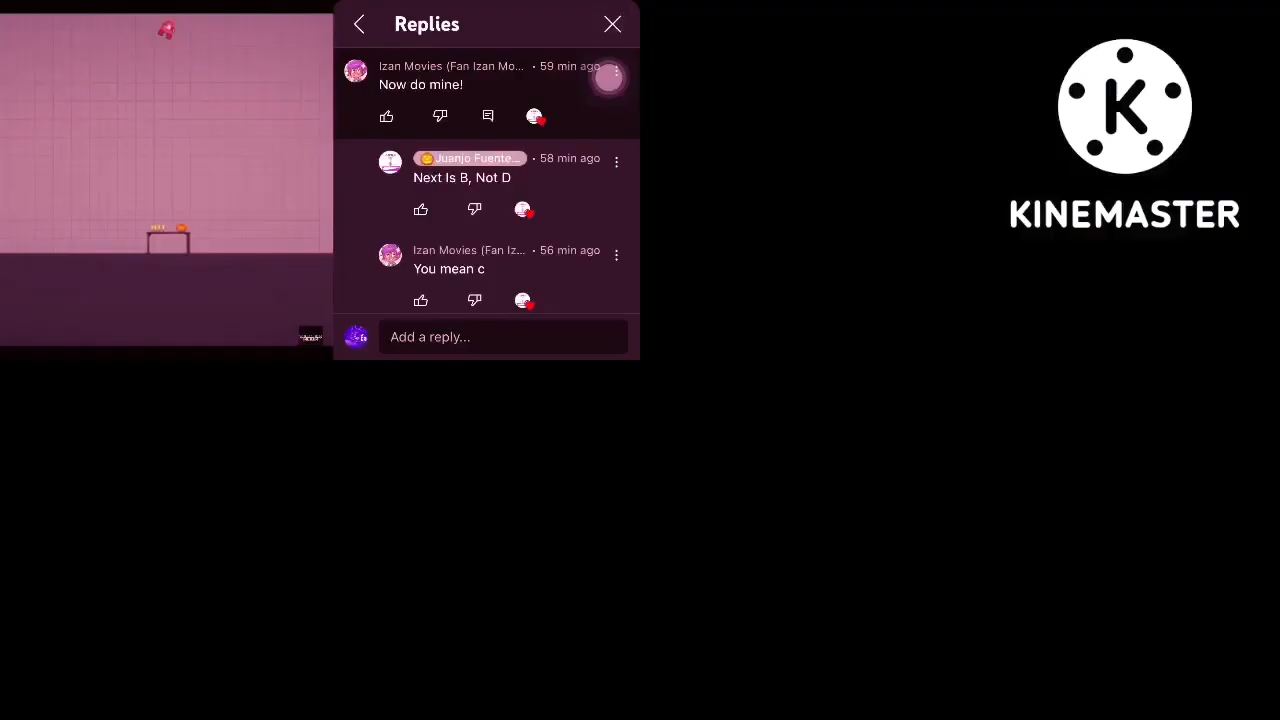 Replies
Izan Movies (Fan Izan Mo... • 59 min ago
Now do mine!
Juanjo Fuente... • 58 min ago
Next Is B, Not D
Izan Movies (Fan Iz... • 56 min ago
You mean c
Add a reply...
K
KINEMASTER